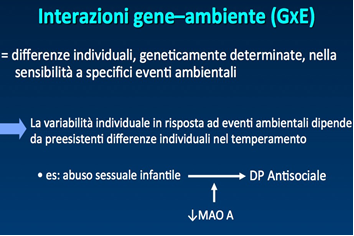 Interazioni gene–ambiente (GxE)
= differenze individuali, geneticamente determinate, nella
sensibilità a specifici eventi ambientali
La variabilità individuale in risposta ad eventi ambientali dipende
da preesistenti differenze individuali nel temperamento
• es: abuso sessuale infantile DP Antisociale
↓MAO A